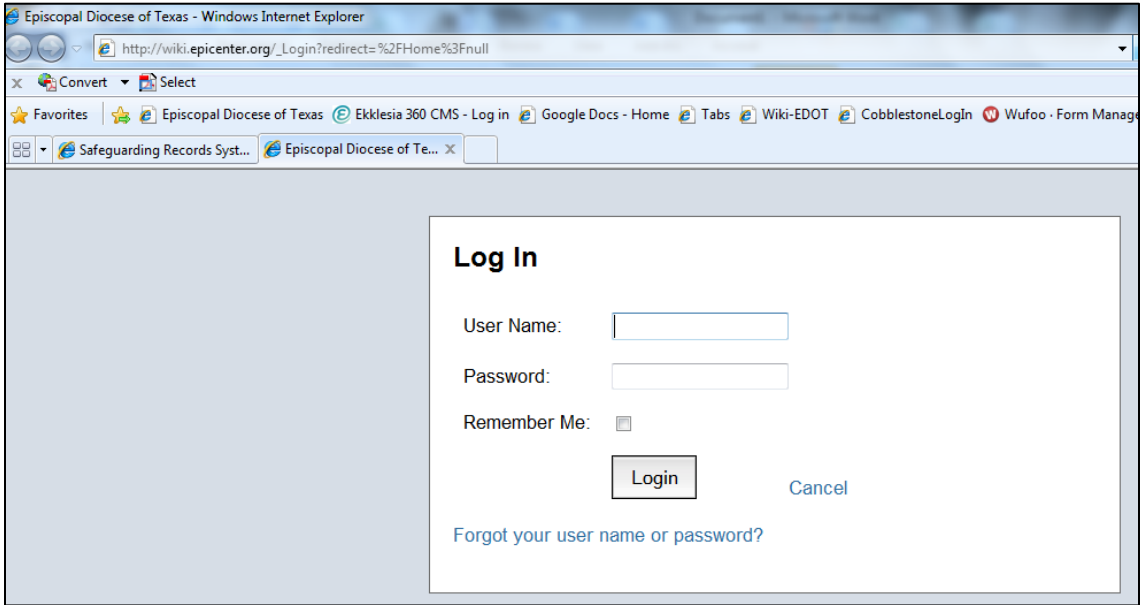 Episcopal Diocese of Texas - Windows Internet Explorer
http://wiki.epicenter.org/_Login?redirect=%2FHome%3Fnull
x Convert Select
Favorites Episcopal Diocese of Texas Ekklesia 360 CMS - Log in Google Docs - Home Tabs Wiki-EDOT CobblestoneLogIn Wufoo · Form Manage
Safeguarding Records Syst... Episcopal Diocese of Te... X
Log In
User Name:
Password:
Remember Me:
Login
Cancel
Forgot your user name or password?